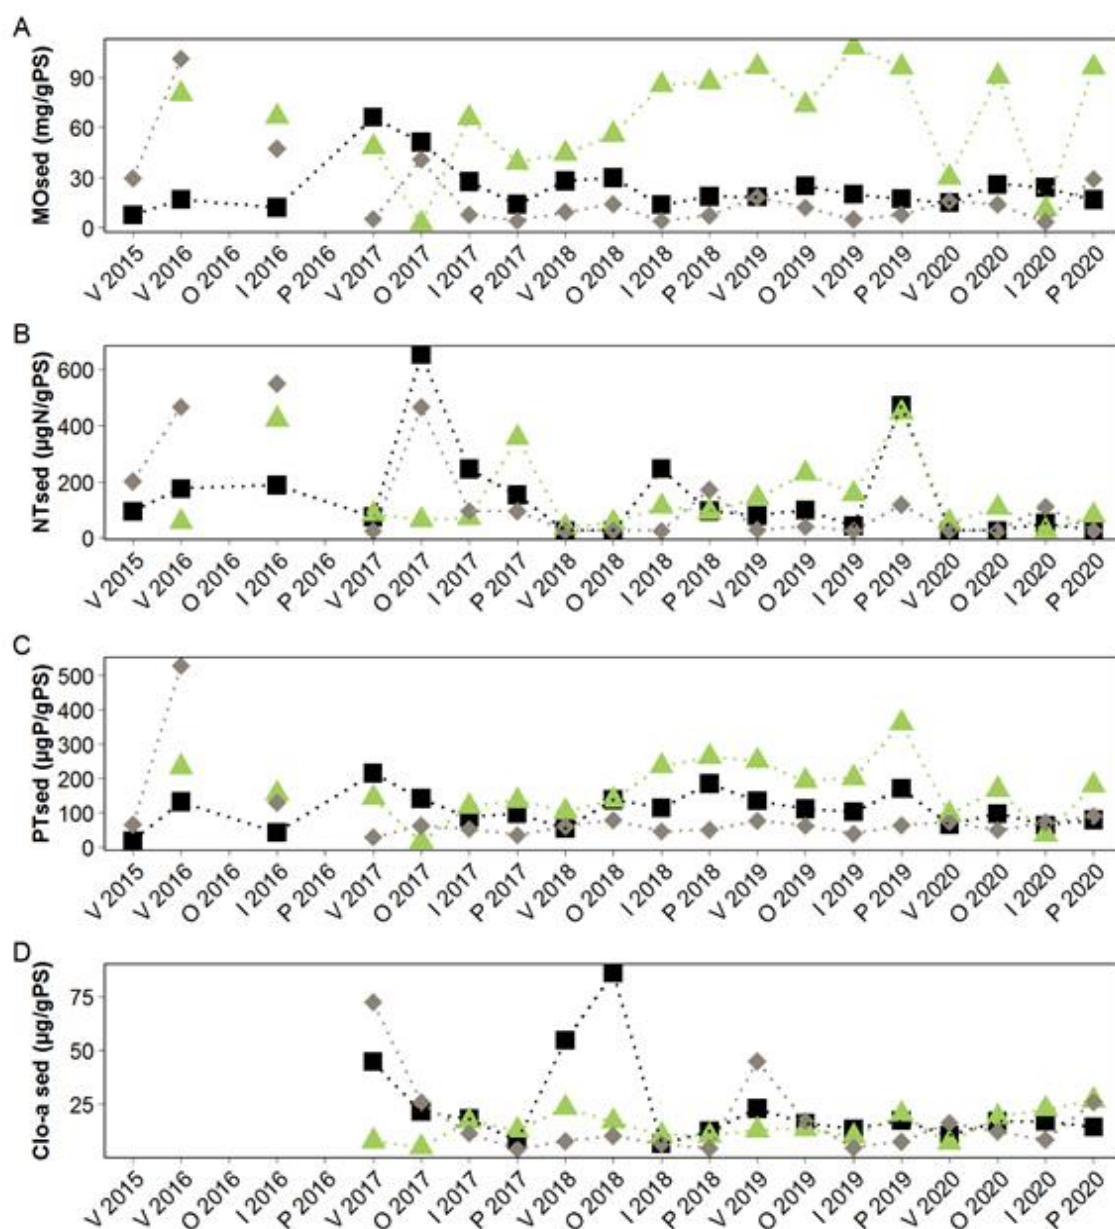 A
MOsed (mg/gPS)
90
60
30
0
V 2015 V 2016 O 2016 I 2016 P 2016 V 2017 O 2017 I 2017 P 2017 V 2018 O 2018 I 2018 P 2018 V 2019 O 2019 I 2019 P 2019 V 2020 O 2020 I 2020 P 2020
B
NTsed (µgN/gPS)
600
400
200
0
V 2015 V 2016 O 2016 I 2016 P 2016 V 2017 O 2017 I 2017 P 2017 V 2018 O 2018 I 2018 P 2018 V 2019 O 2019 I 2019 P 2019 V 2020 O 2020 I 2020 P 2020
C
PTsed (µgP/gPS)
500
400
300
200
100
0
V 2015 V 2016 O 2016 I 2016 P 2016 V 2017 O 2017 I 2017 P 2017 V 2018 O 2018 I 2018 P 2018 V 2019 O 2019 I 2019 P 2019 V 2020 O 2020 I 2020 P 2020
D
Clo-a sed (µg/gPS)
75
50
25
V 2015 V 2016 O 2016 I 2016 P 2016 V 2017 O 2017 I 2017 P 2017 V 2018 O 2018 I 2018 P 2018 V 2019 O 2019 I 2019 P 2019 V 2020 O 2020 I 2020 P 2020